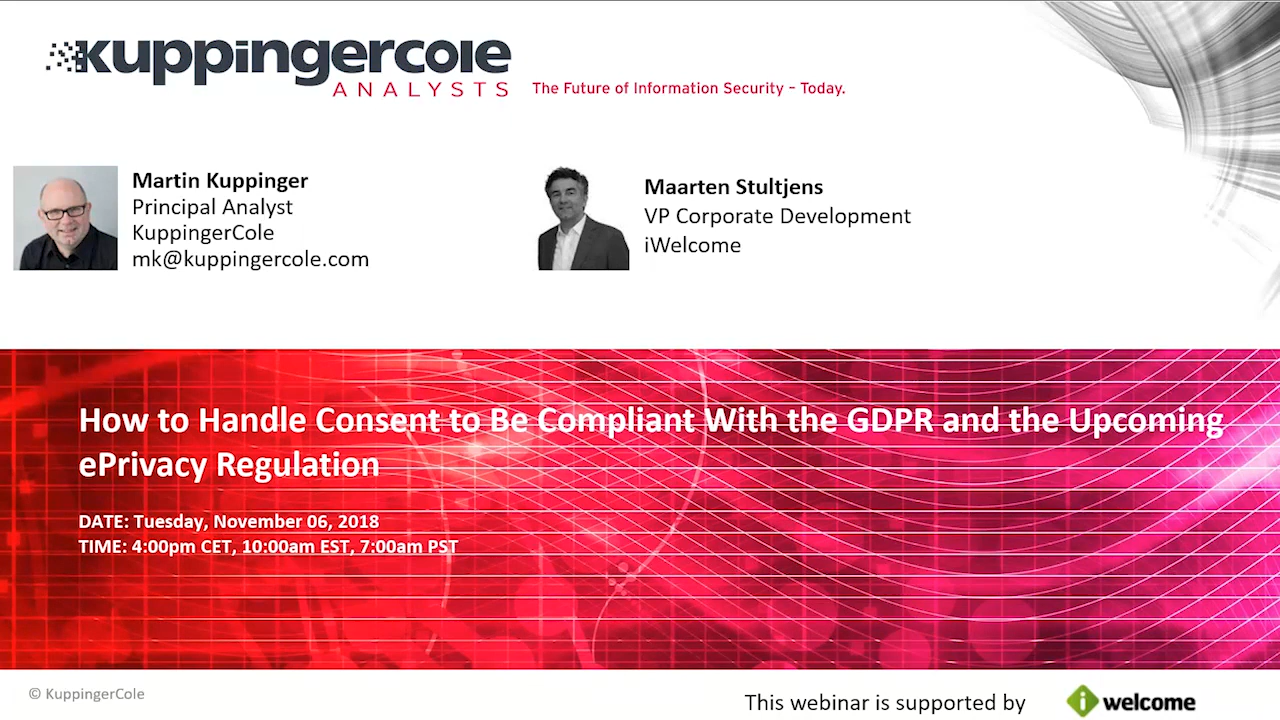 kuppingercole
ANALYSTS
The Future of Information Security – Today.
Martin Kuppinger
Principal Analyst
KuppingerCole
mk@kuppingercole.com
Maarten Stultjens
VP Corporate Development
iWelcome
How to Handle Consent to Be Compliant With the GDPR and the Upcoming
ePrivacy Regulation
DATE: Tuesday, November 06, 2018
TIME: 4:00pm CET, 10:00am EST, 7:00am PST
© KuppingerCole
This webinar is supported by
i welcome